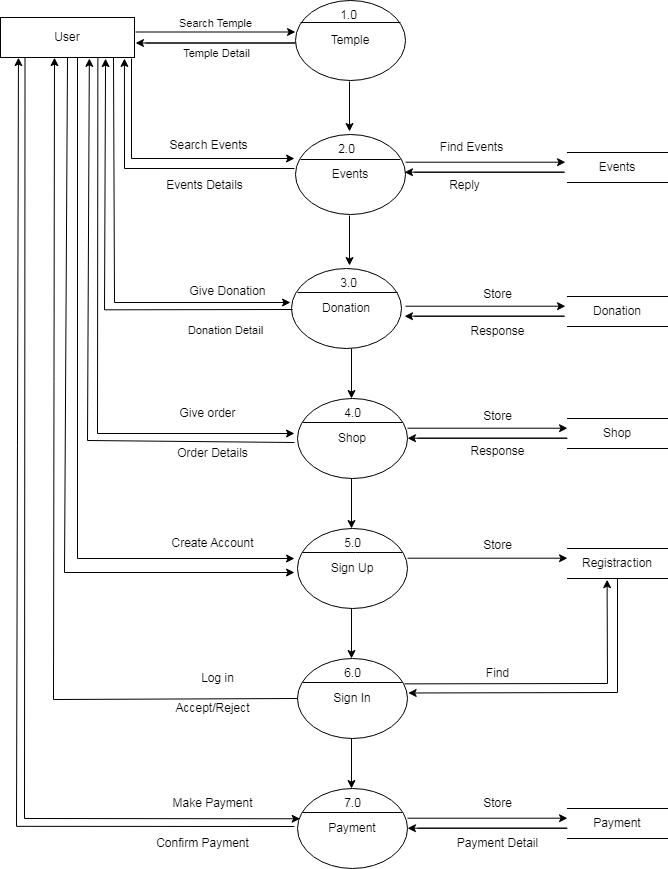 1.0
Search Temple
User
Temple
Temple Detail
Search Events
2.0
Find Events
Events
Events
Events Details
Reply
3.0
Give Donation
Store
Donation
Donation
Donation Detail
Response
Give order
4.0
Store
Shop
Shop
Order Details
Response
Create Account
5.0
Store
Sign Up
Registraction
Log in
6.0
Find
Sign In
Accept/Reject
Make Payment
7.0
Store
Payment
Payment
Confirm Payment
Payment Detail